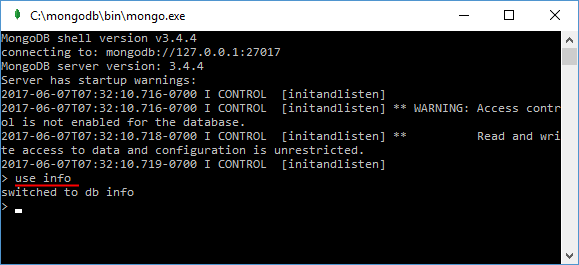 C:\mongodb\bin\mongo.exe
MongoDB shell version v3.4.4
connecting to: mongodb://127.0.0.1:27017
MongoDB server version: 3.4.4
Server has startup warnings:
2017-06-07T07:32:10.716-0700 I CONTROL  [initandlisten]
2017-06-07T07:32:10.716-0700 I CONTROL  [initandlisten] ** WARNING: Access contr
ol is not enabled for the database.
2017-06-07T07:32:10.718-0700 I CONTROL  [initandlisten] **          Read and wri
te access to data and configuration is unrestricted.
2017-06-07T07:32:10.719-0700 I CONTROL  [initandlisten]
> use info
switched to db info
>